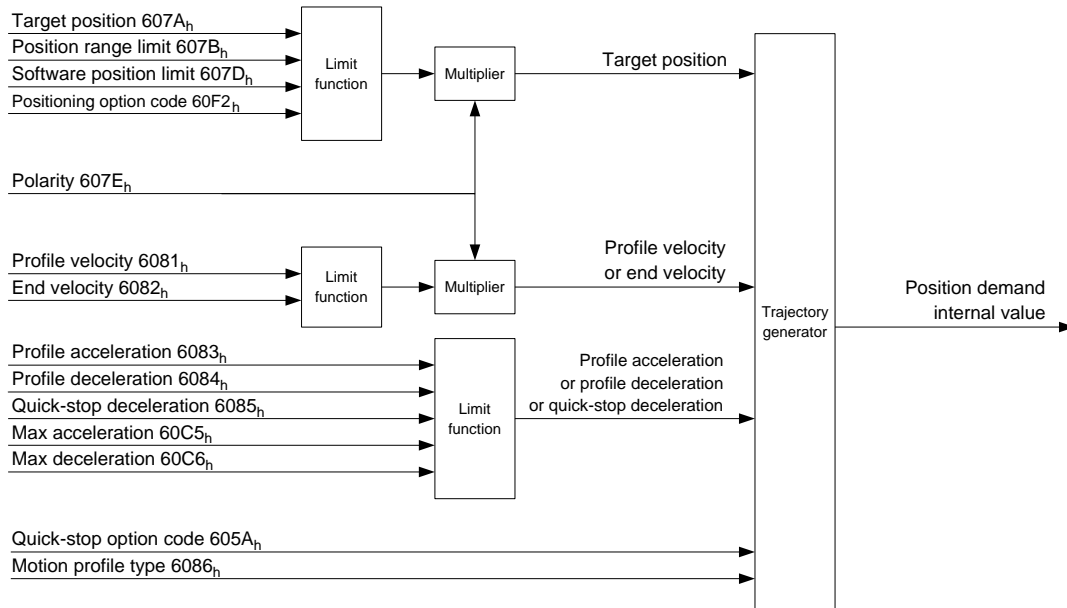 Target position 607Ah
Position range limit 607Bh
Software position limit 607Dh
Positioning option code 60F2h
Limit
function
Multiplier
Target position
Polarity 607Eh
Profile velocity 6081h
End velocity 6082h
Limit
function
Multiplier
Profile velocity
or end velocity
Trajectory
generator
Position demand
internal value
Profile acceleration 6083h
Profile deceleration 6084h
Quick-stop deceleration 6085h
Max acceleration 60C5h
Max deceleration 60C6h
Limit
function
Profile acceleration
or profile deceleration
or quick-stop deceleration
Quick-stop option code 605Ah
Motion profile type 6086h